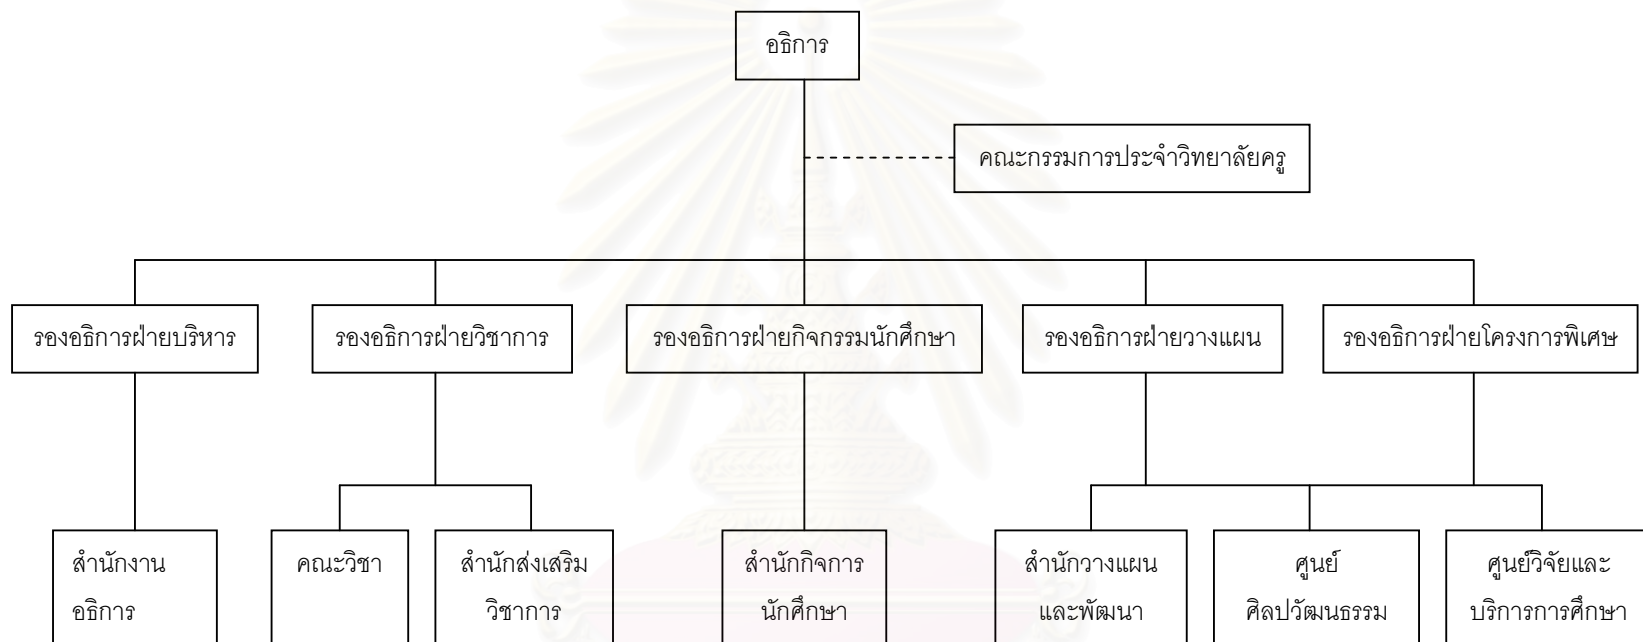 อธิการ
คณะกรรมการประจำวิทยาลัยครู
รองอธิการฝ่ายบริหาร
รองอธิการฝ่ายวิชาการ
รองอธิการฝ่ายกิจกรรมนักศึกษา
รองอธิการฝ่ายวางแผน
รองอธิการฝ่ายโครงการพิเศษ
สำนักงาน
อธิการ
คณะวิชา
สำนักส่งเสริม
วิชาการ
สำนักกิจการ
นักศึกษา
สำนักวางแผน
และพัฒนา
ศูนย์
ศิลปวัฒนธรรม
ศูนย์วิจัยและ
บริการการศึกษา